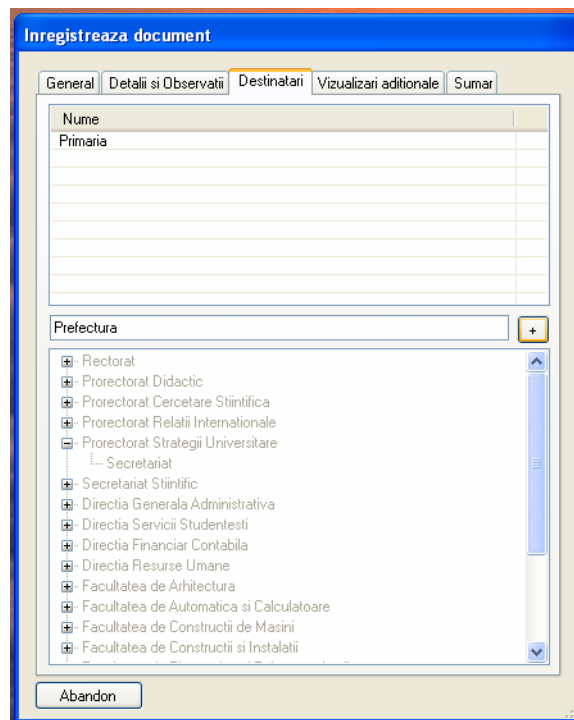 Inregistreaza document
General Detalii si Observatii Destinatari Vizualizari aditionale Sumar
Nume
Primaria
Prefectura +
Rectorat
Prorectorat Didactic
Prorectorat Cercetare Stiintifica
Prorectorat Relatii Internationale
Prorectorat Strategii Universitare
Secretariat
Secretariat Stiintific
Directia Generala Administrativa
Directia Servicii Studentesti
Directia Financiar Contabila
Directia Resurse Umane
Facultatea de Arhitectura
Facultatea de Automatica si Calculatoare
Facultatea de Constructii de Masini
Facultatea de Constructii si Instalatii
Abandon